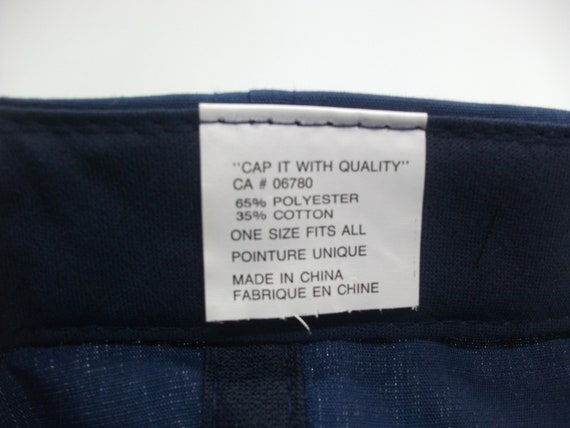 "CAP IT WITH QUALITY"
CA # 06780
65% POLYESTER
35% COTTON
ONE SIZE FITS ALL
POINTURE UNIQUE
MADE IN CHINA
FABRIQUE EN CHINE